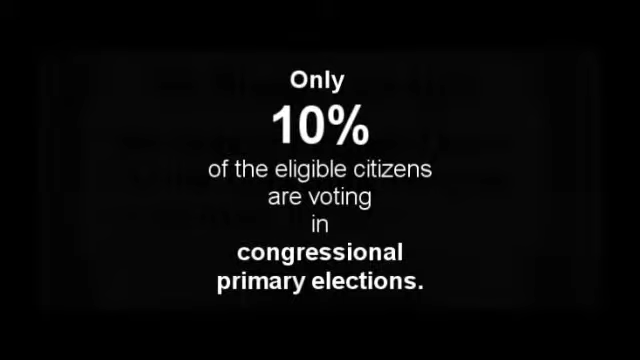 Only
10%
of the eligible citizens
are voting
in
congressional
primary elections.